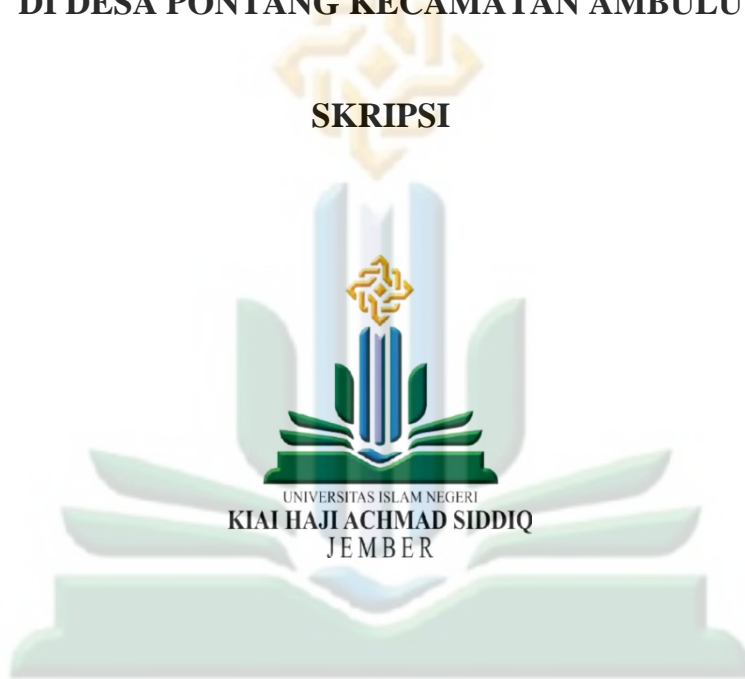 DI DESA PONTANG KECAMATAN AMBULU
SKRIPSI
UNIVERSITAS ISLAM NEGERI
KIAI HAJI ACHMAD SIDDIQ
JEMBER